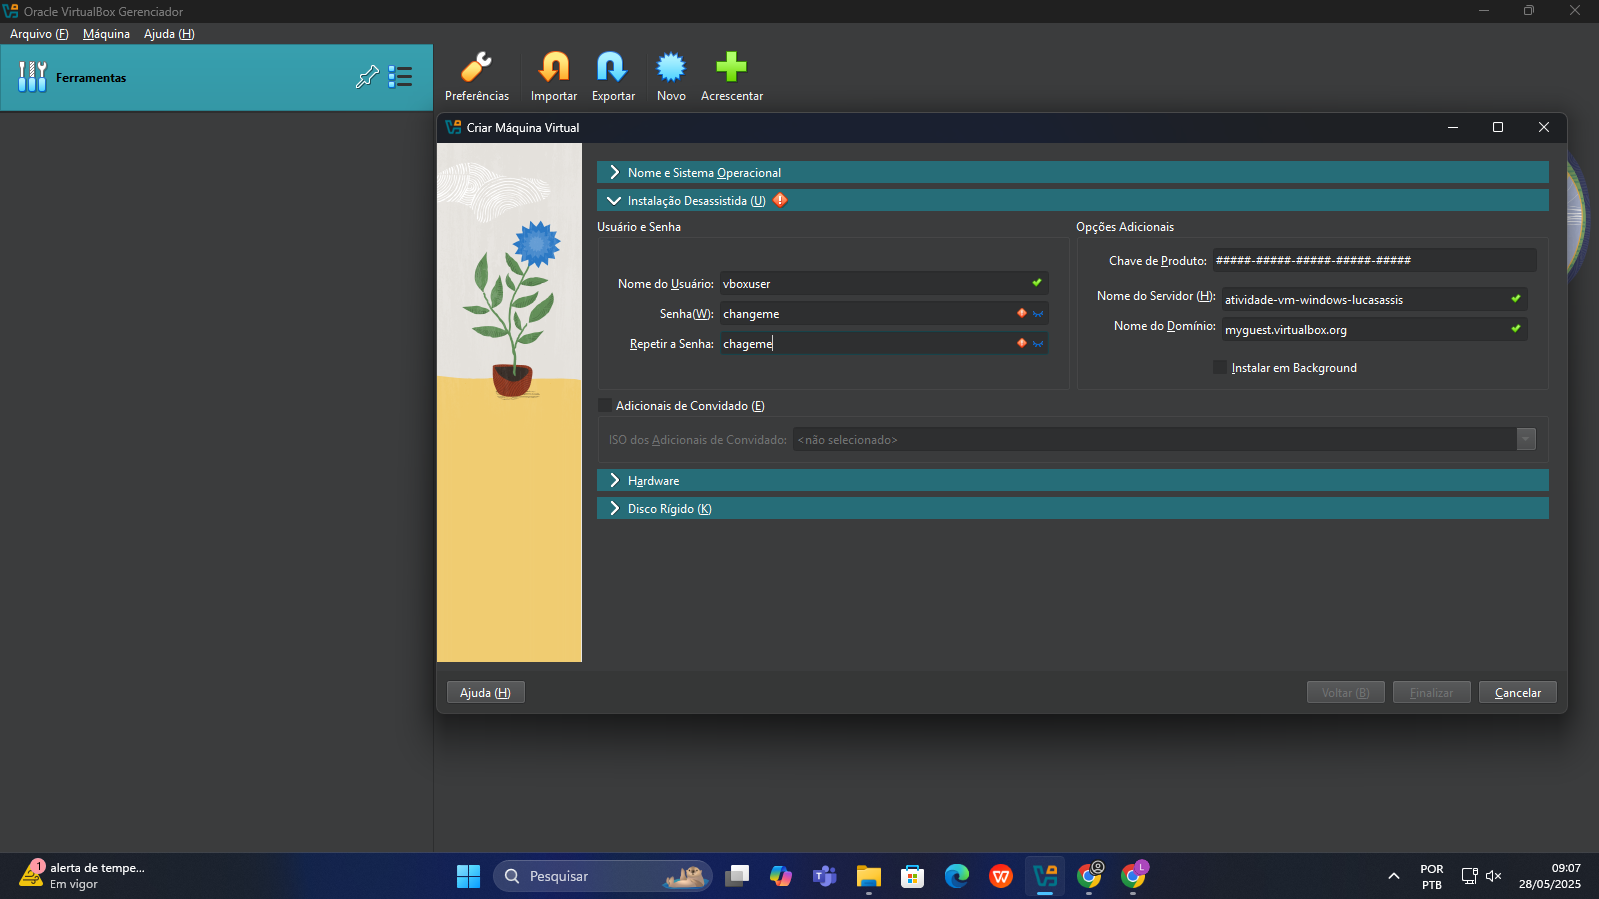 Oracle VirtualBox Gerenciador
Arquivo (F) Máquina Ajuda (H)
Ferramentas
Preferências Importar Exportar Novo Acrescentar
Criar Máquina Virtual
Nome e Sistema Operacional
Instalação Desassistida (U)
Usuário e Senha
Nome do Usuário: vboxuser
Senha(W): changeme
Repetir a Senha: chageme
Opções Adicionais
Chave de Produto: #####-#####-#####-#####-#####
Nome do Servidor (H): atividade-vm-windows-lucasassis
Nome do Domínio: myguest.virtualbox.org
Instalar em Background
Adicionais de Convidado (E)
ISO dos Adicionais de Convidado: <não selecionado>
Hardware
Disco Rígido (K)
Ajuda (H) Voltar (B) Finalizar Cancelar
1
alerta de tempe...
Em vigor
Pesquisar
L
POR
PTB
09:07
28/05/2025